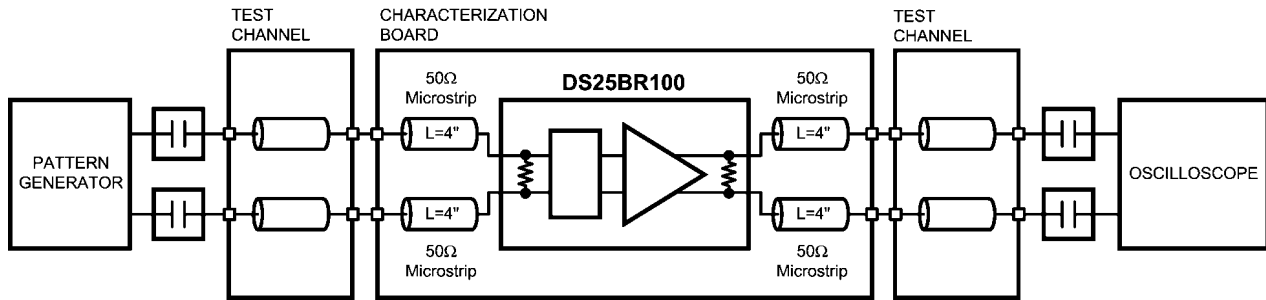 TEST
CHANNEL
CHARACTERIZATION
BOARD
TEST
CHANNEL
50Ω
Microstrip
DS25BR100
50Ω
Microstrip
L=4"
L=4"
PATTERN
GENERATOR
OSCILLOSCOPE
L=4"
L=4"
50Ω
Microstrip
50Ω
Microstrip